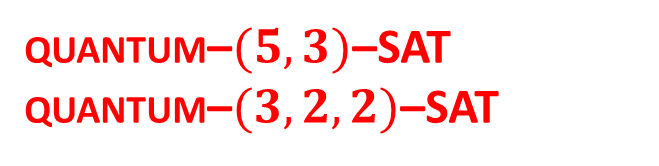 QUANTUM–(5, 3)–SAT
QUANTUM–(3, 2, 2)–SAT